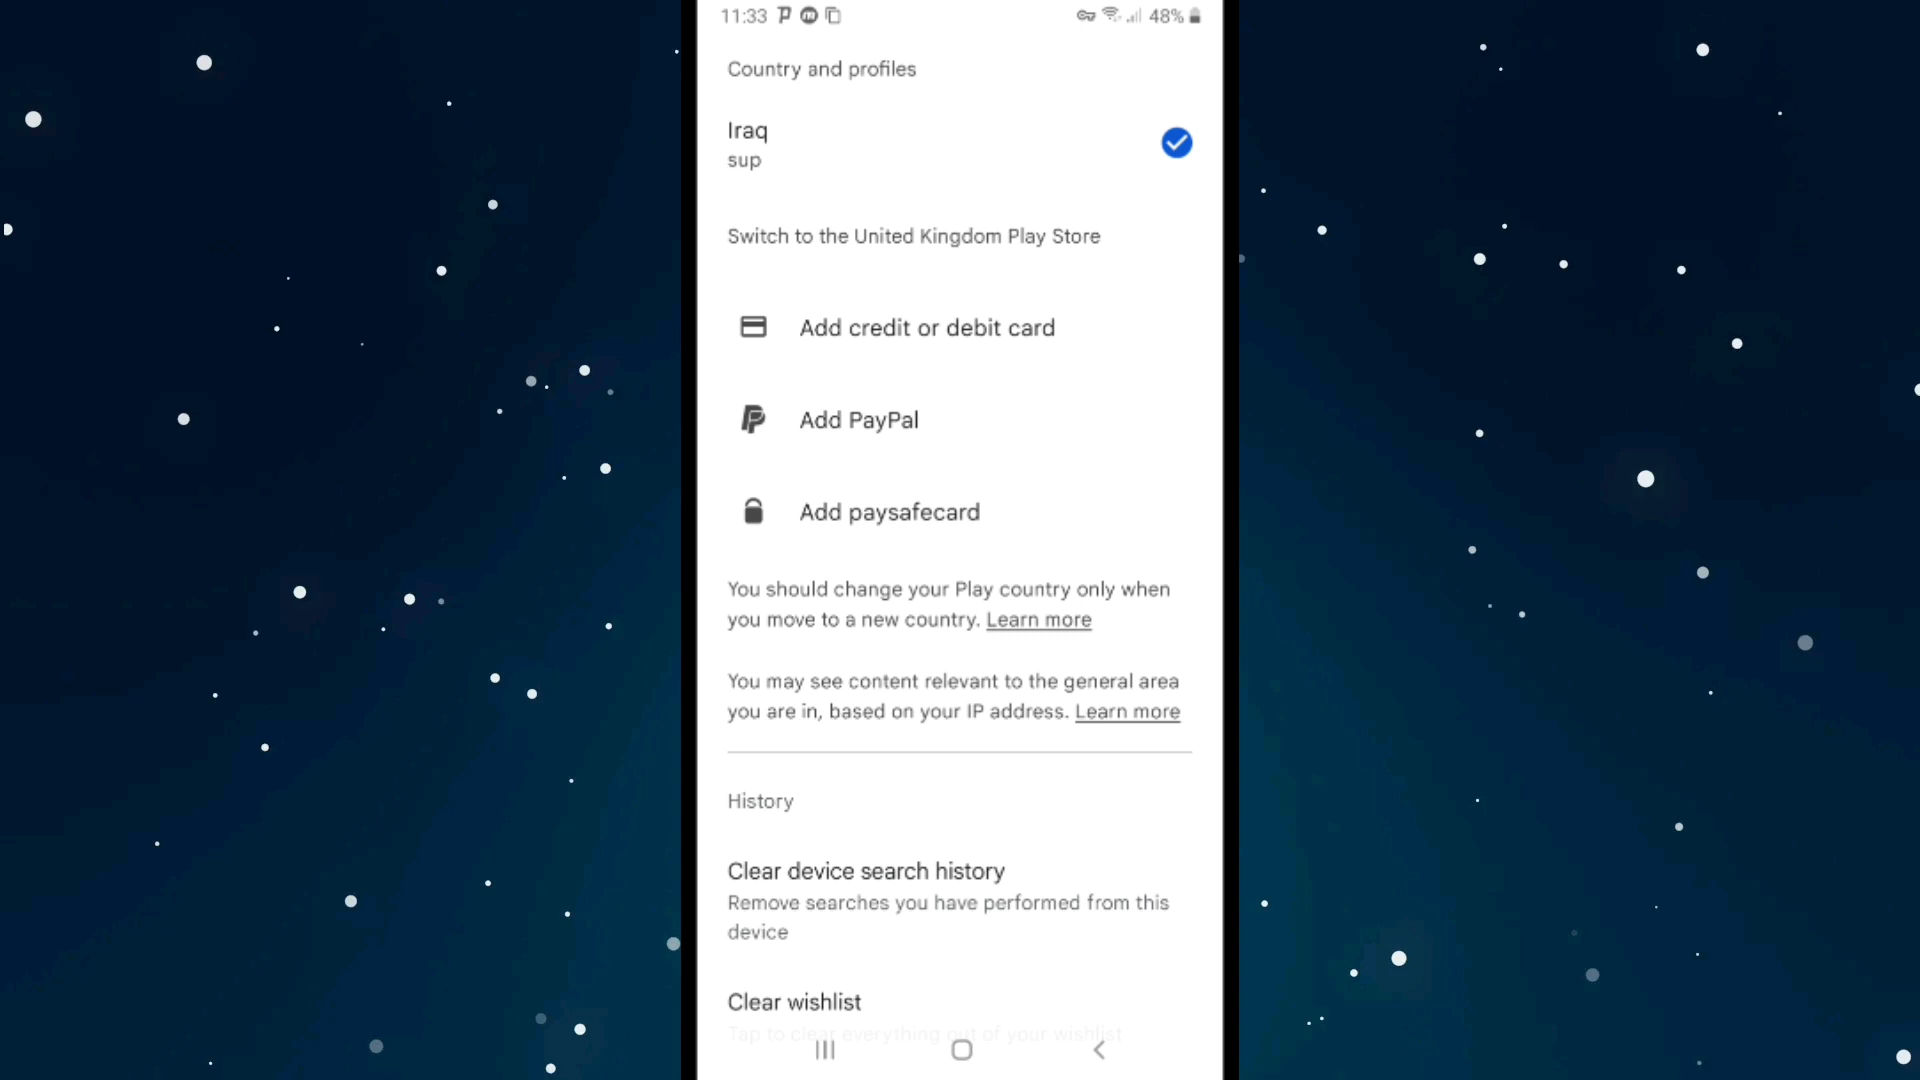 11:33 48%
Country and profiles
Iraq
sup
Switch to the United Kingdom Play Store
Add credit or debit card
Add PayPal
Add paysafecard
You should change your Play country only when
you move to a new country. Learn more
You may see content relevant to the general area
you are in, based on your IP address. Learn more
History
Clear device search history
Remove searches you have performed from this
device
Clear wishlist
Tap to clear everything out of your wishlist